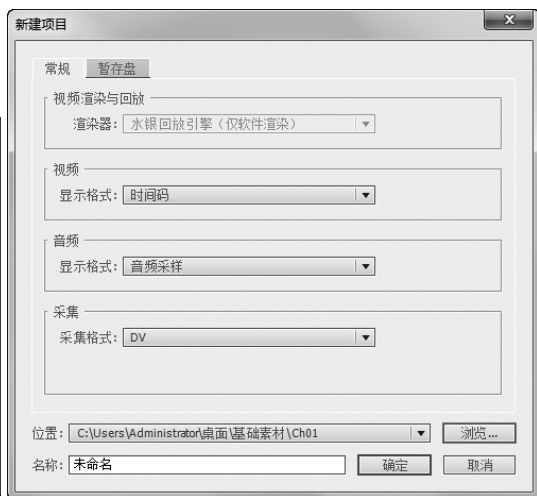 新建项目
常规 暂存盘
视频渲染与回放
渲染器: 水银回放引擎（仅软件渲染）
视频
显示格式: 时间码
音频
显示格式: 音频采样
采集
采集格式: DV
位置: C:\Users\Administrator\桌面\基础素材\Ch01 浏览...
名称: 未命名 确定 取消